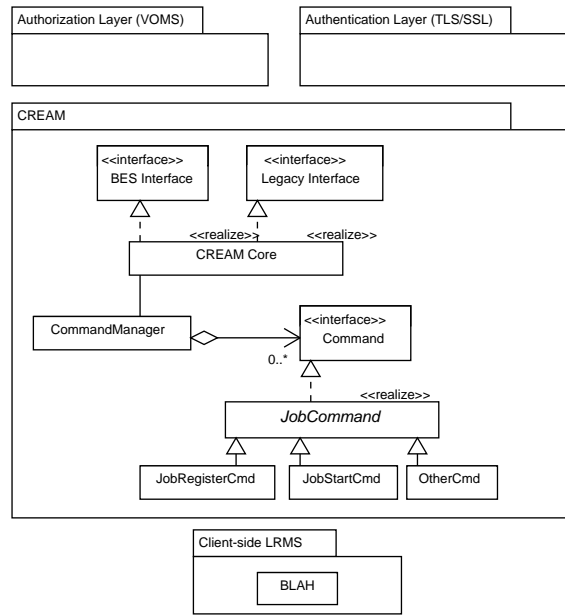 Authorization Layer (VOMS)
Authentication Layer (TLS/SSL)
CREAM
<<interface>>
BES Interface
<<interface>>
Legacy Interface
<<realize>>
<<realize>>
CREAM Core
CommandManager
<<interface>>
Command
0..*
<<realize>>
JobCommand
JobRegisterCmd
JobStartCmd
OtherCmd
Client-side LRMS
BLAH